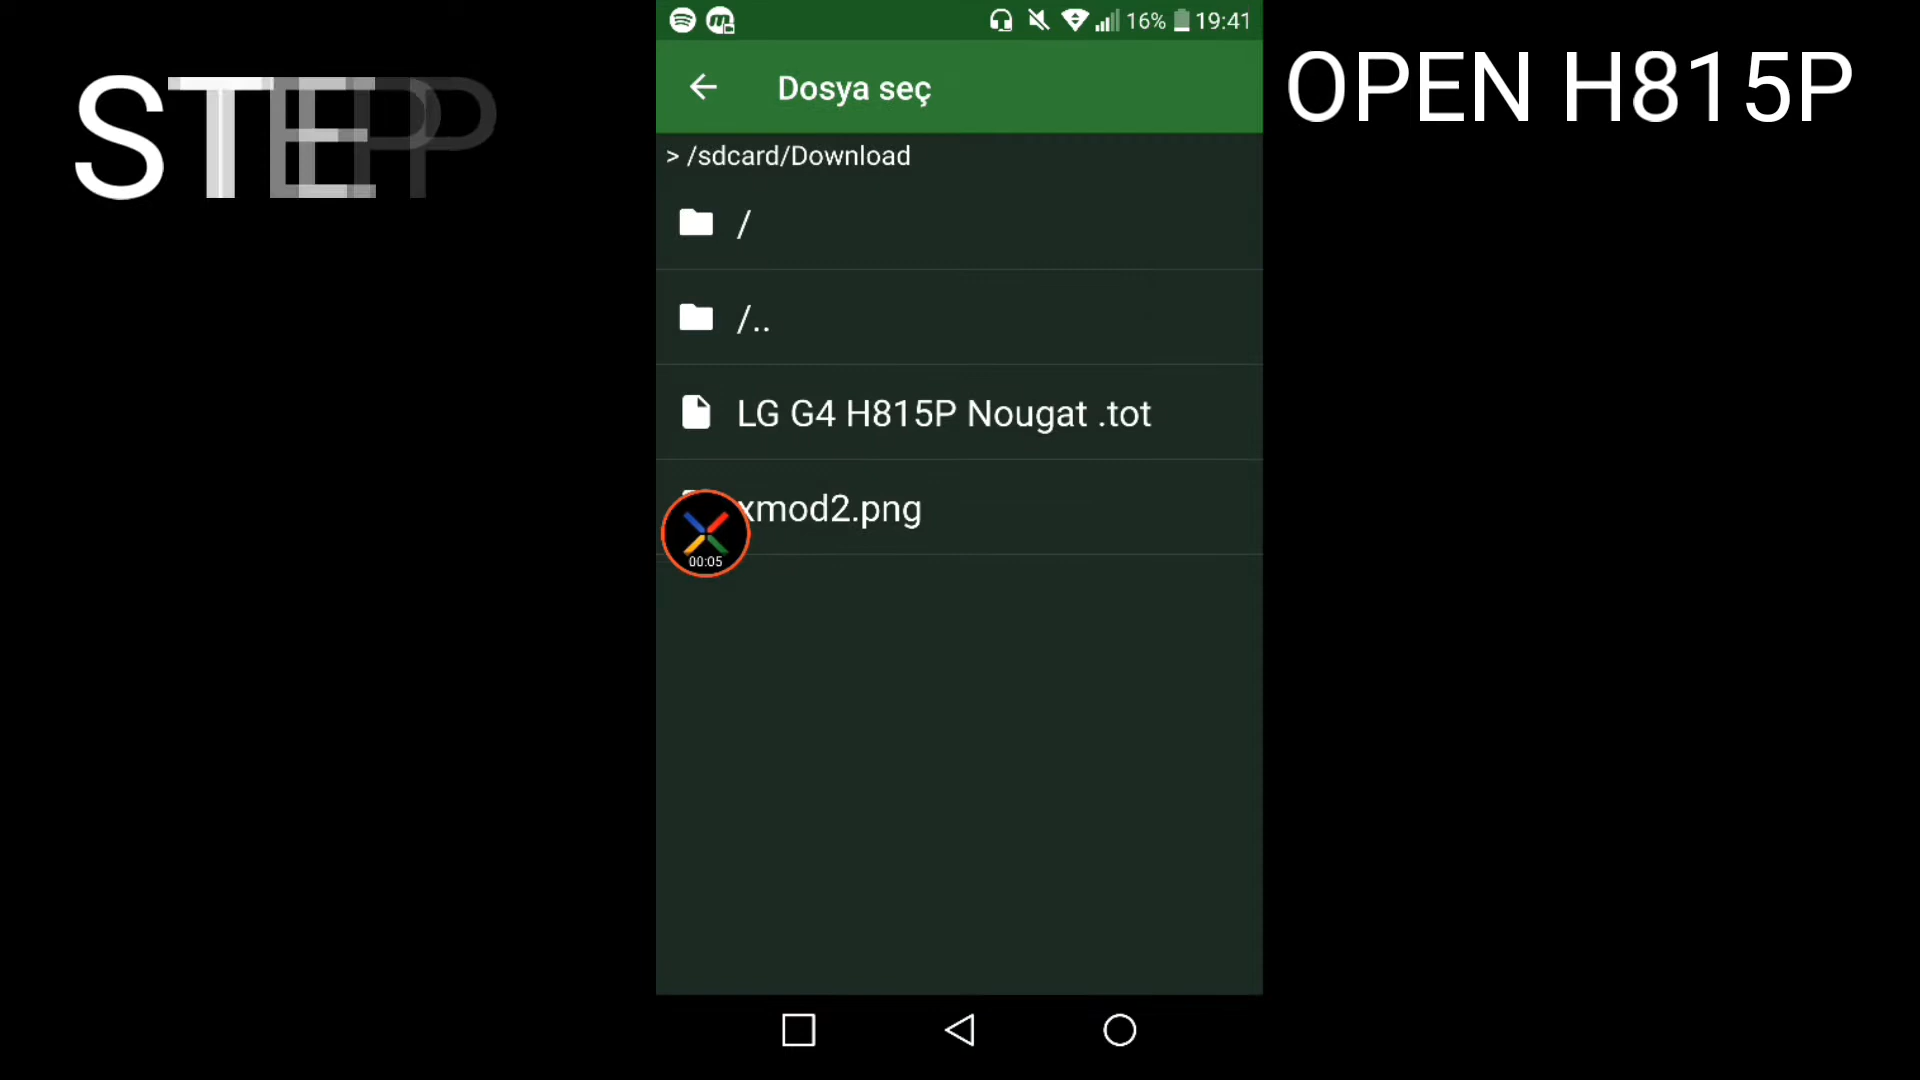 STEP
OPEN H815P
16% 19:41
Dosya seç
> /sdcard/Download
/
/..
LG G4 H815P Nougat .tot
xmod2.png
00:05